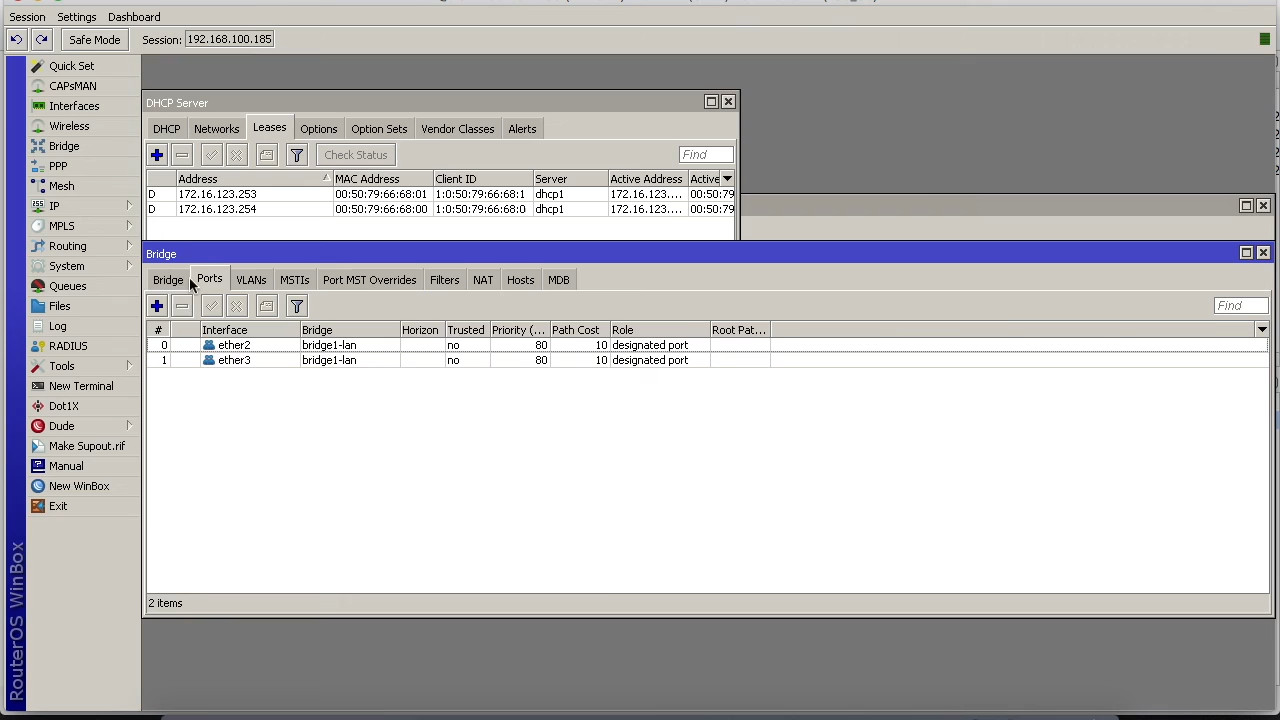 Session Settings Dashboard
Safe Mode Session: 192.168.100.185
Quick Set
CAPsMAN
Interfaces
Wireless
Bridge
PPP
Mesh
IP
MPLS
Routing
System
Queues
Files
Log
RADIUS
Tools
New Terminal
Dot1X
Dude
Make Supout.rif
Manual
New WinBox
Exit
RouterOS WinBox
DHCP Server
DHCP Networks Leases Options Option Sets Vendor Classes Alerts
Check Status Find
Address MAC Address Client ID Server Active Address Active
D 172.16.123.253 00:50:79:66:68:01 1:0:50:79:66:68:1 dhcp1 172.16.123.... 00:50:79
D 172.16.123.254 00:50:79:66:68:00 1:0:50:79:66:68:0 dhcp1 172.16.123.... 00:50:79
Bridge
Bridge Ports VLANs MSTIs Port MST Overrides Filters NAT Hosts MDB
Find
# Interface Bridge Horizon Trusted Priority (... Path Cost Role Root Pat...
0 ether2 bridge1-lan no 80 10 designated port
1 ether3 bridge1-lan no 80 10 designated port
2 items